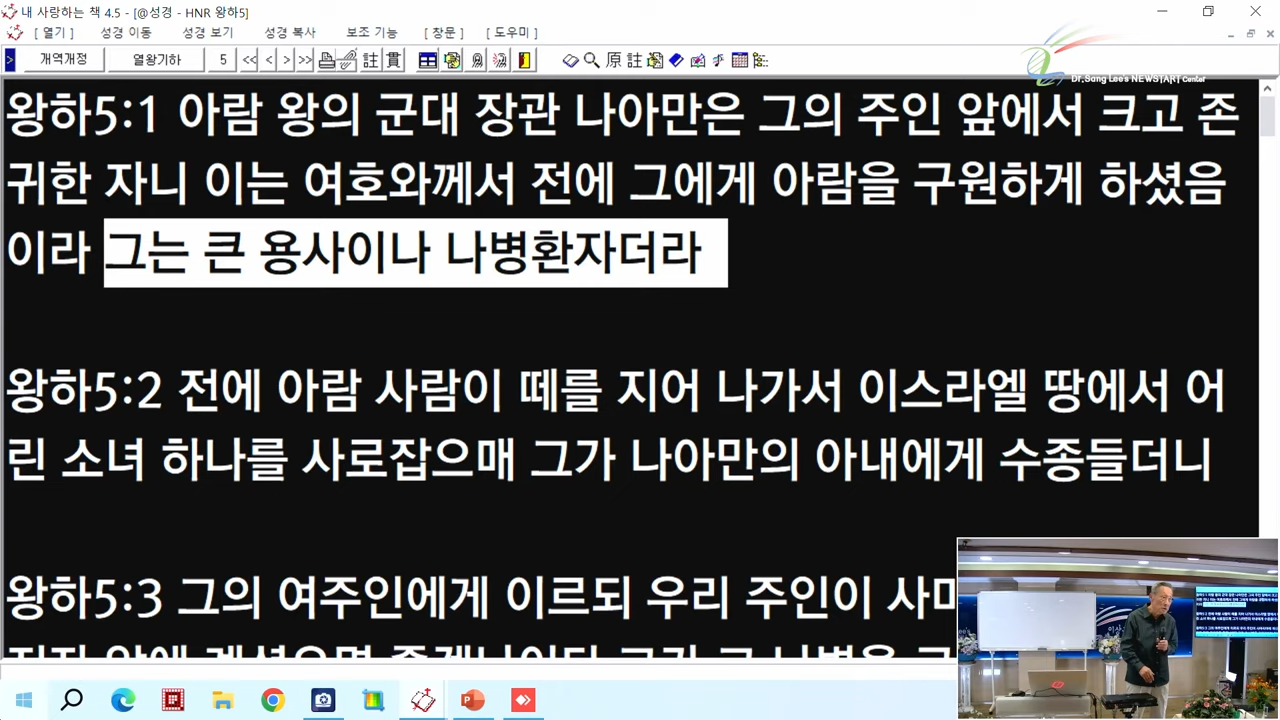 내 사랑하는 책 4.5 - [@성경 - HNR 왕하5]
[ 열기 ] 성경 이동 성경 보기 성경 복사 보조 기능 [ 창문 ] [ 도우미 ]
개역개정 열왕기하 5 << < > >> 註 貫 原 註
Dr.Sang Lee's NEWSTART Center
왕하5:1 아람 왕의 군대 장관 나아만은 그의 주인 앞에서 크고 존
귀한 자니 이는 여호와께서 전에 그에게 아람을 구원하게 하셨음
이라 그는 큰 용사이나 나병환자더라
왕하5:2 전에 아람 사람이 떼를 지어 나가서 이스라엘 땅에서 어
린 소녀 하나를 사로잡으매 그가 나아만의 아내에게 수종들더니
왕하5:3 그의 여주인에게 이르되 우리 주인이